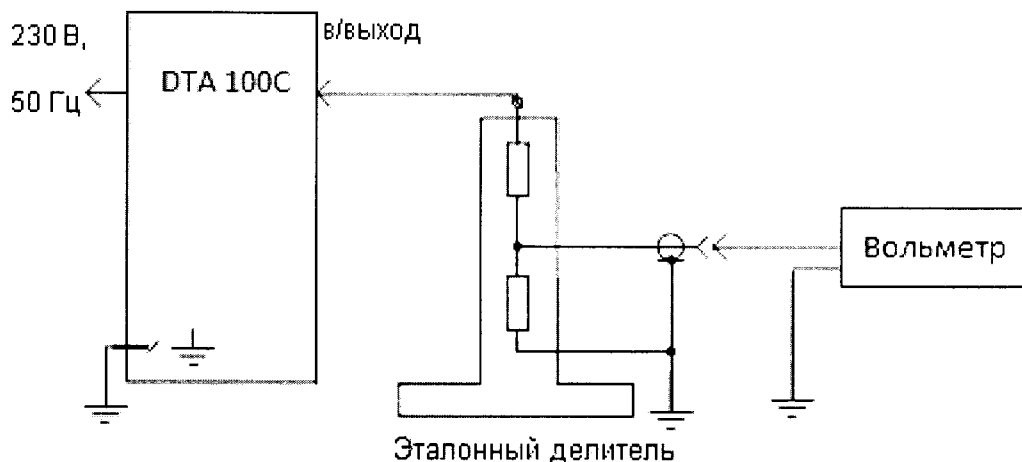 230 В,
50 Гц
DTA 100C
в/выход
Вольметр
Эталонный делитель